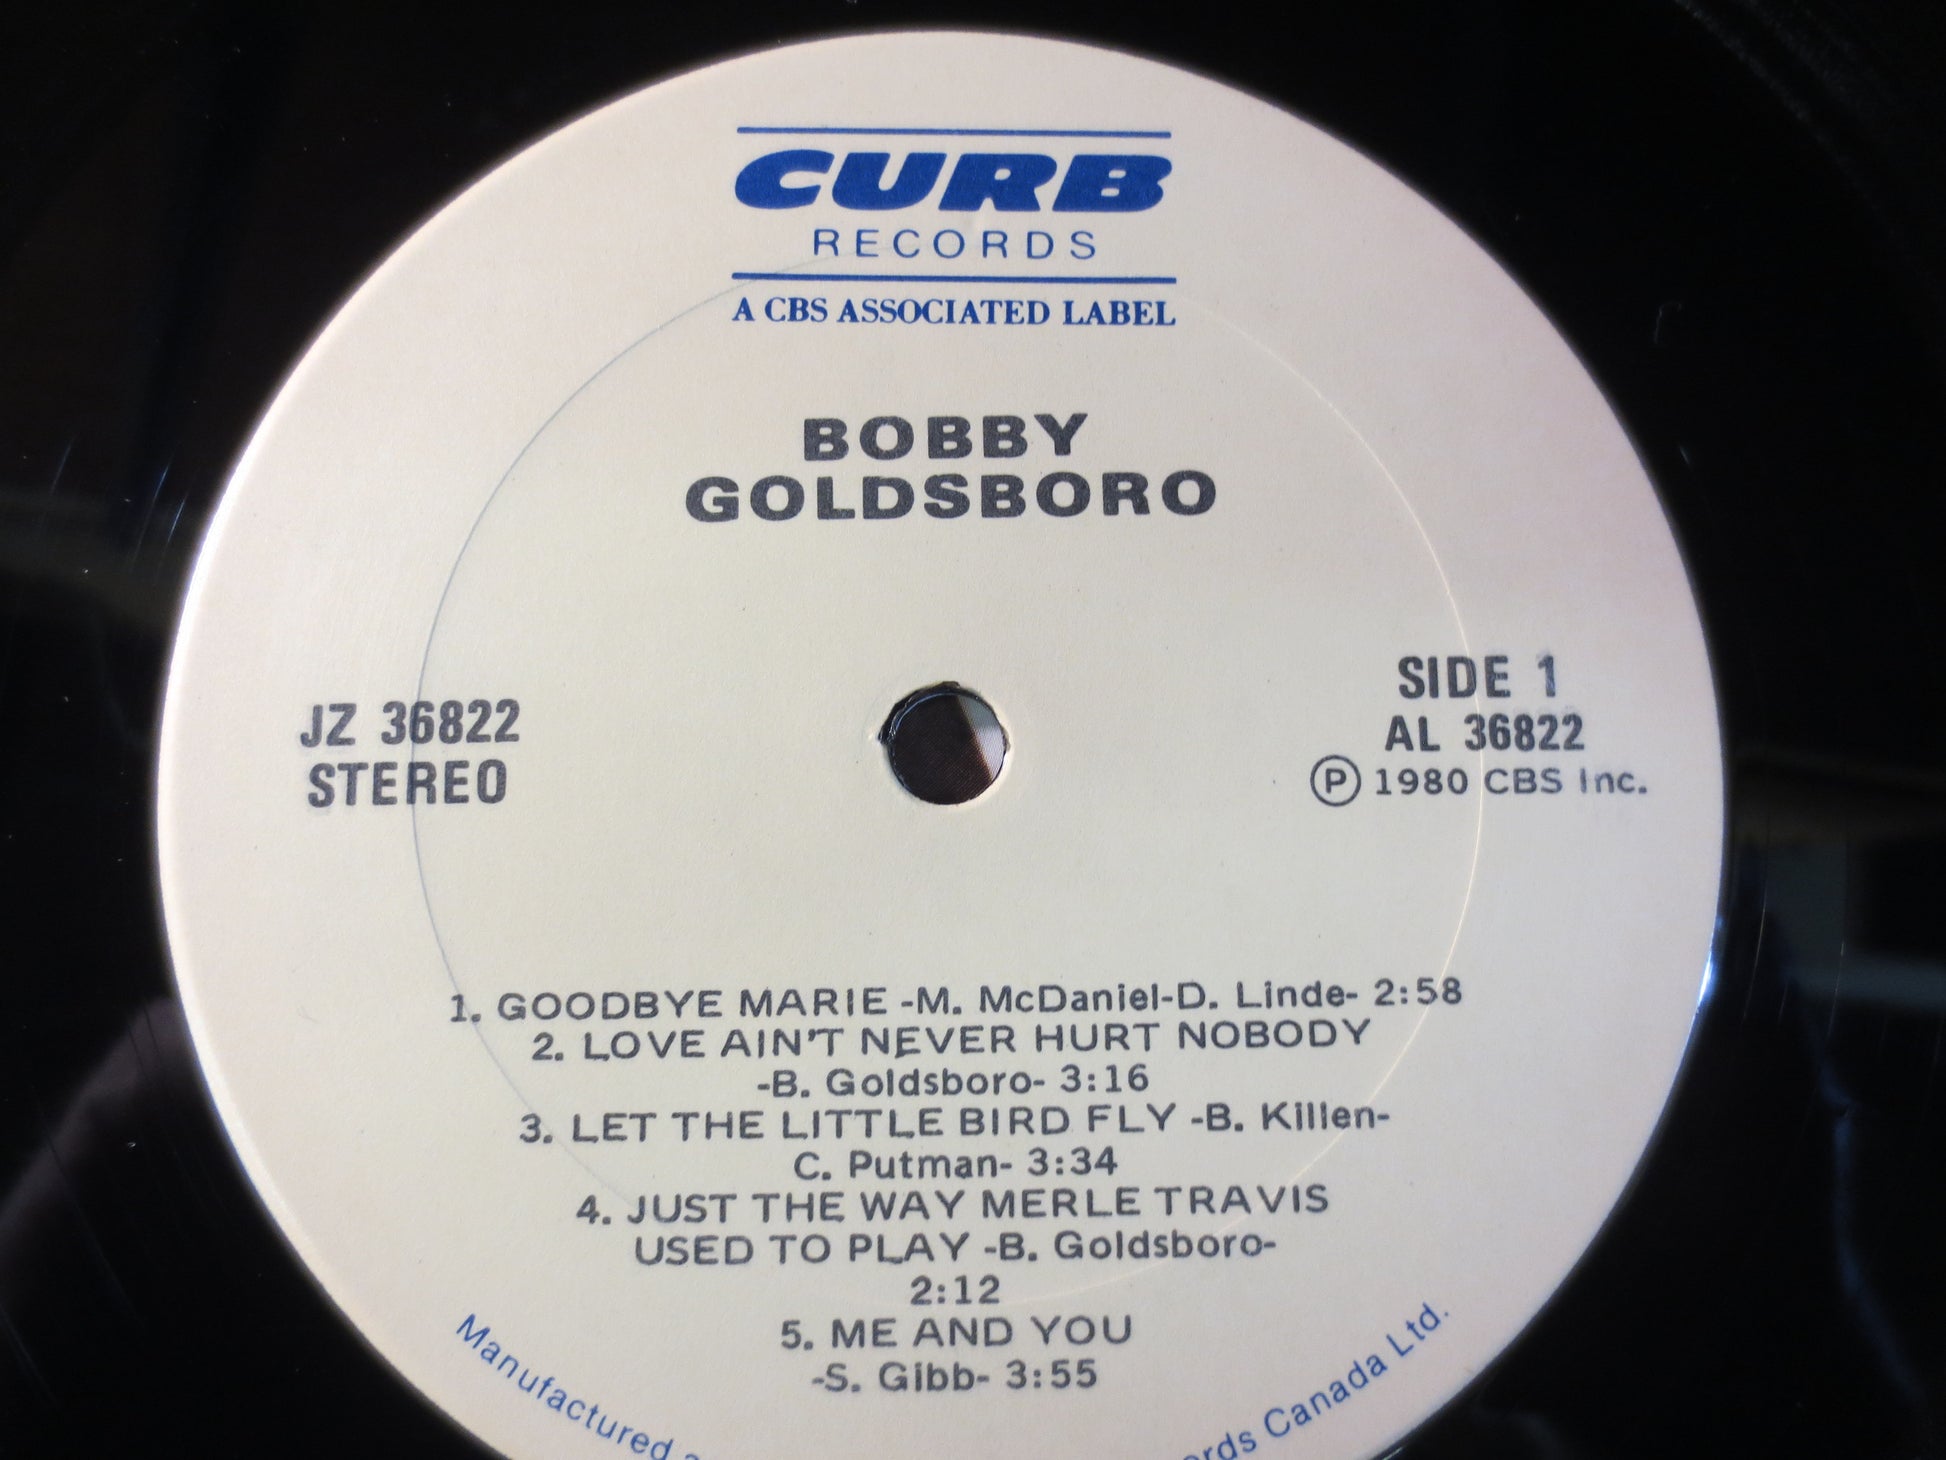 CURB
RECORDS
A CBS ASSOCIATED LABEL
BOBBY
GOLDSBORO
JZ 36822
STEREO
SIDE 1
AL 36822
Ⓟ 1980 CBS Inc.
1. GOODBYE MARIE -M. McDaniel-D. Linde- 2:58
2. LOVE AIN'T NEVER HURT NOBODY
-B. Goldsboro- 3:16
3. LET THE LITTLE BIRD FLY -B. Killen-
C. Putman- 3:34
4. JUST THE WAY MERLE TRAVIS
USED TO PLAY -B. Goldsboro-
2:12
5. ME AND YOU
-S. Gibb- 3:55
Manufactured
Canada Ltd.